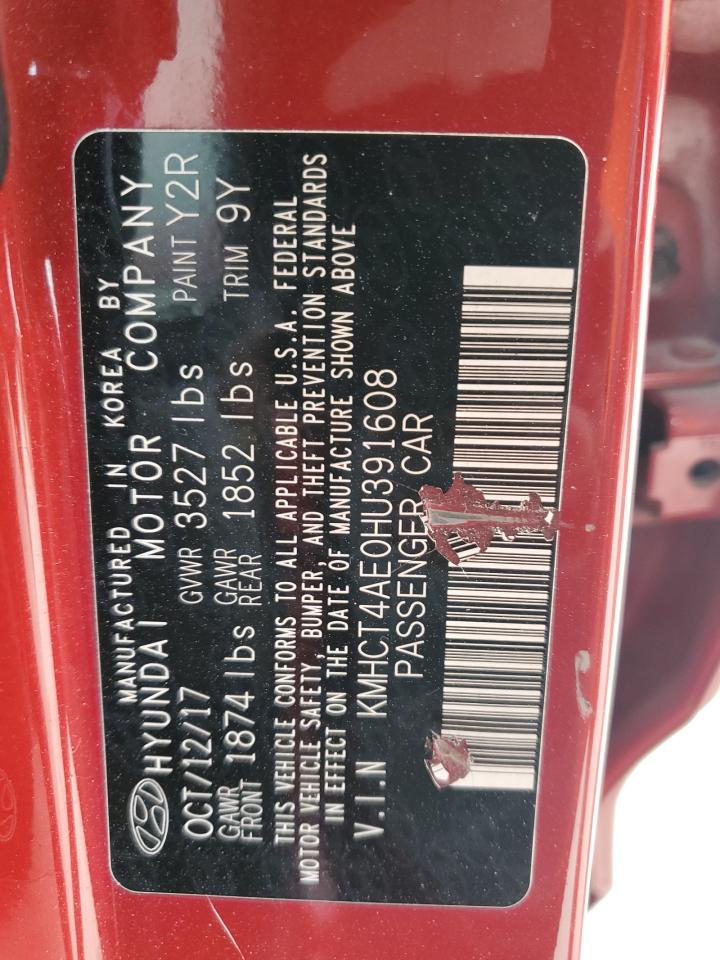 MANUFACTURED IN KOREA BY
HYUNDAI MOTOR COMPANY
OCT/12/17 GVWR 3527 lbs PAINT Y2R
GAWR FRONT 1874 lbs GAWR REAR 1852 lbs TRIM 9Y
THIS VEHICLE CONFORMS TO ALL APPLICABLE U.S.A. FEDERAL
MOTOR VEHICLE SAFETY, BUMPER, AND THEFT PREVENTION STANDARDS
IN EFFECT ON THE DATE OF MANUFACTURE SHOWN ABOVE
V.I.N KMHCT4AE0HU391608
PASSENGER CAR